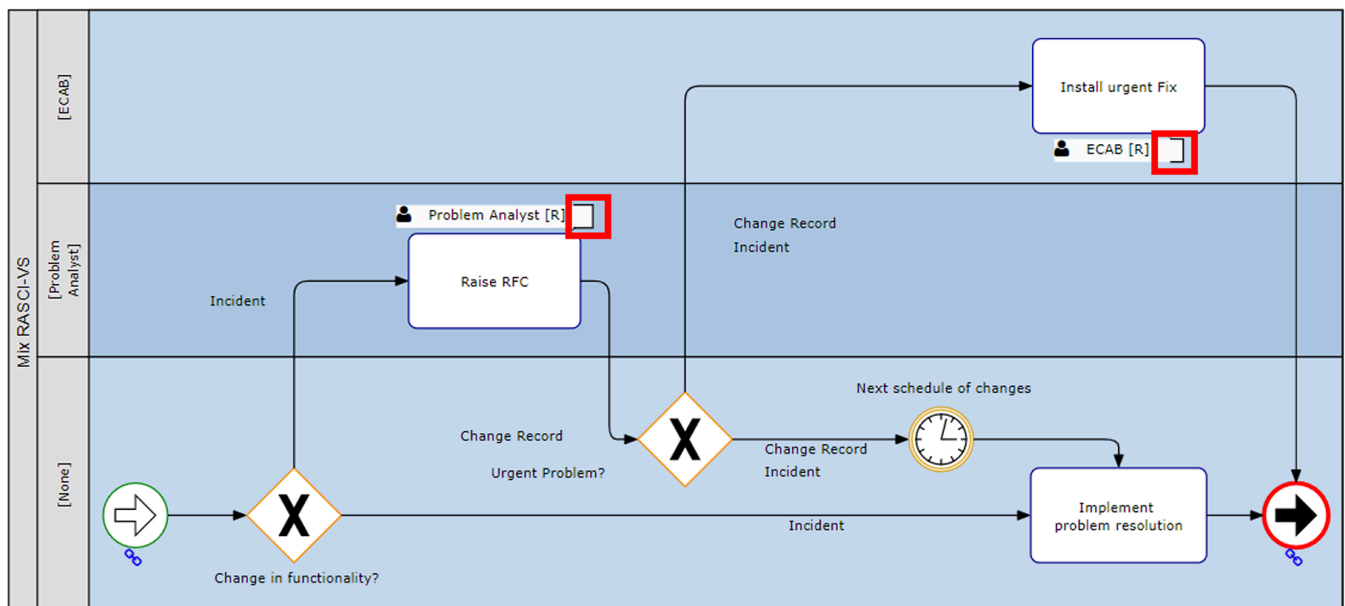 Mix RASCI-VS
[ECAB]
Install urgent Fix
ECAB [R]
[Problem
Analyst]
Problem Analyst [R]
Raise RFC
Incident
Change Record
Incident
[None]
Next schedule of changes
Change Record
Urgent Problem?
Change Record
Incident
Incident
Implement
problem resolution
Change in functionality?